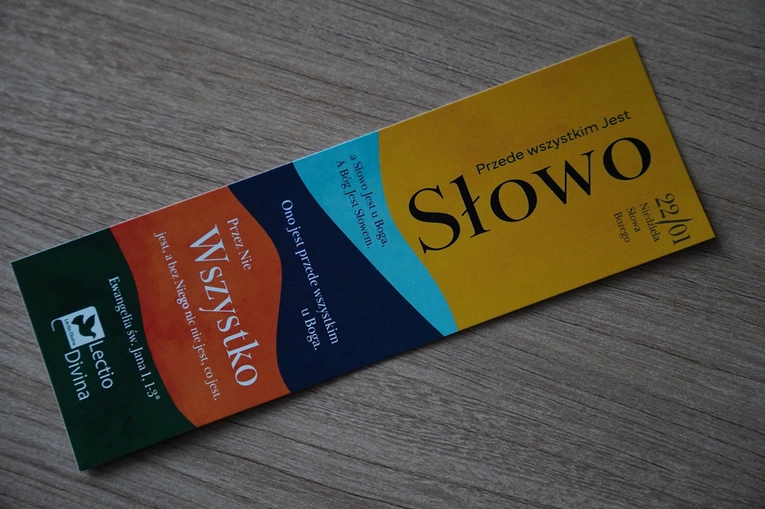 Przede wszystkim Jest
Słowo
22/01
Niedziela
Słowa
Bożego
a Słowo Jest u Boga,
A Bóg Jest Słowem.
Ono jest przede wszystkim
u Boga.
Przez Nie
Wszystko
jest, a bez Niego nic nie jest, co jest.
Ewangelia św. Jana 1, 1-3*
Lectio Divina
Lectio
Divina